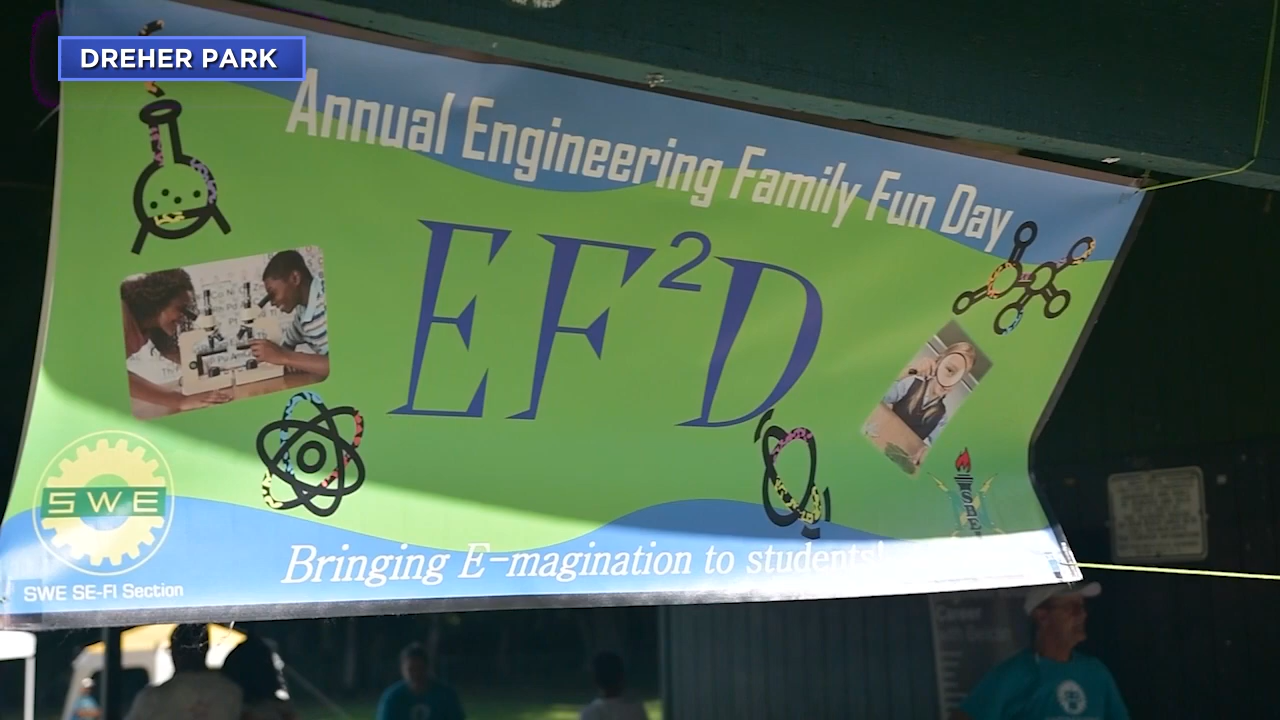 DREHER PARK
Annual Engineering Family Fun Day
EF²D
SWE
SWE SE-Fl Section
Bringing E-magination to students!